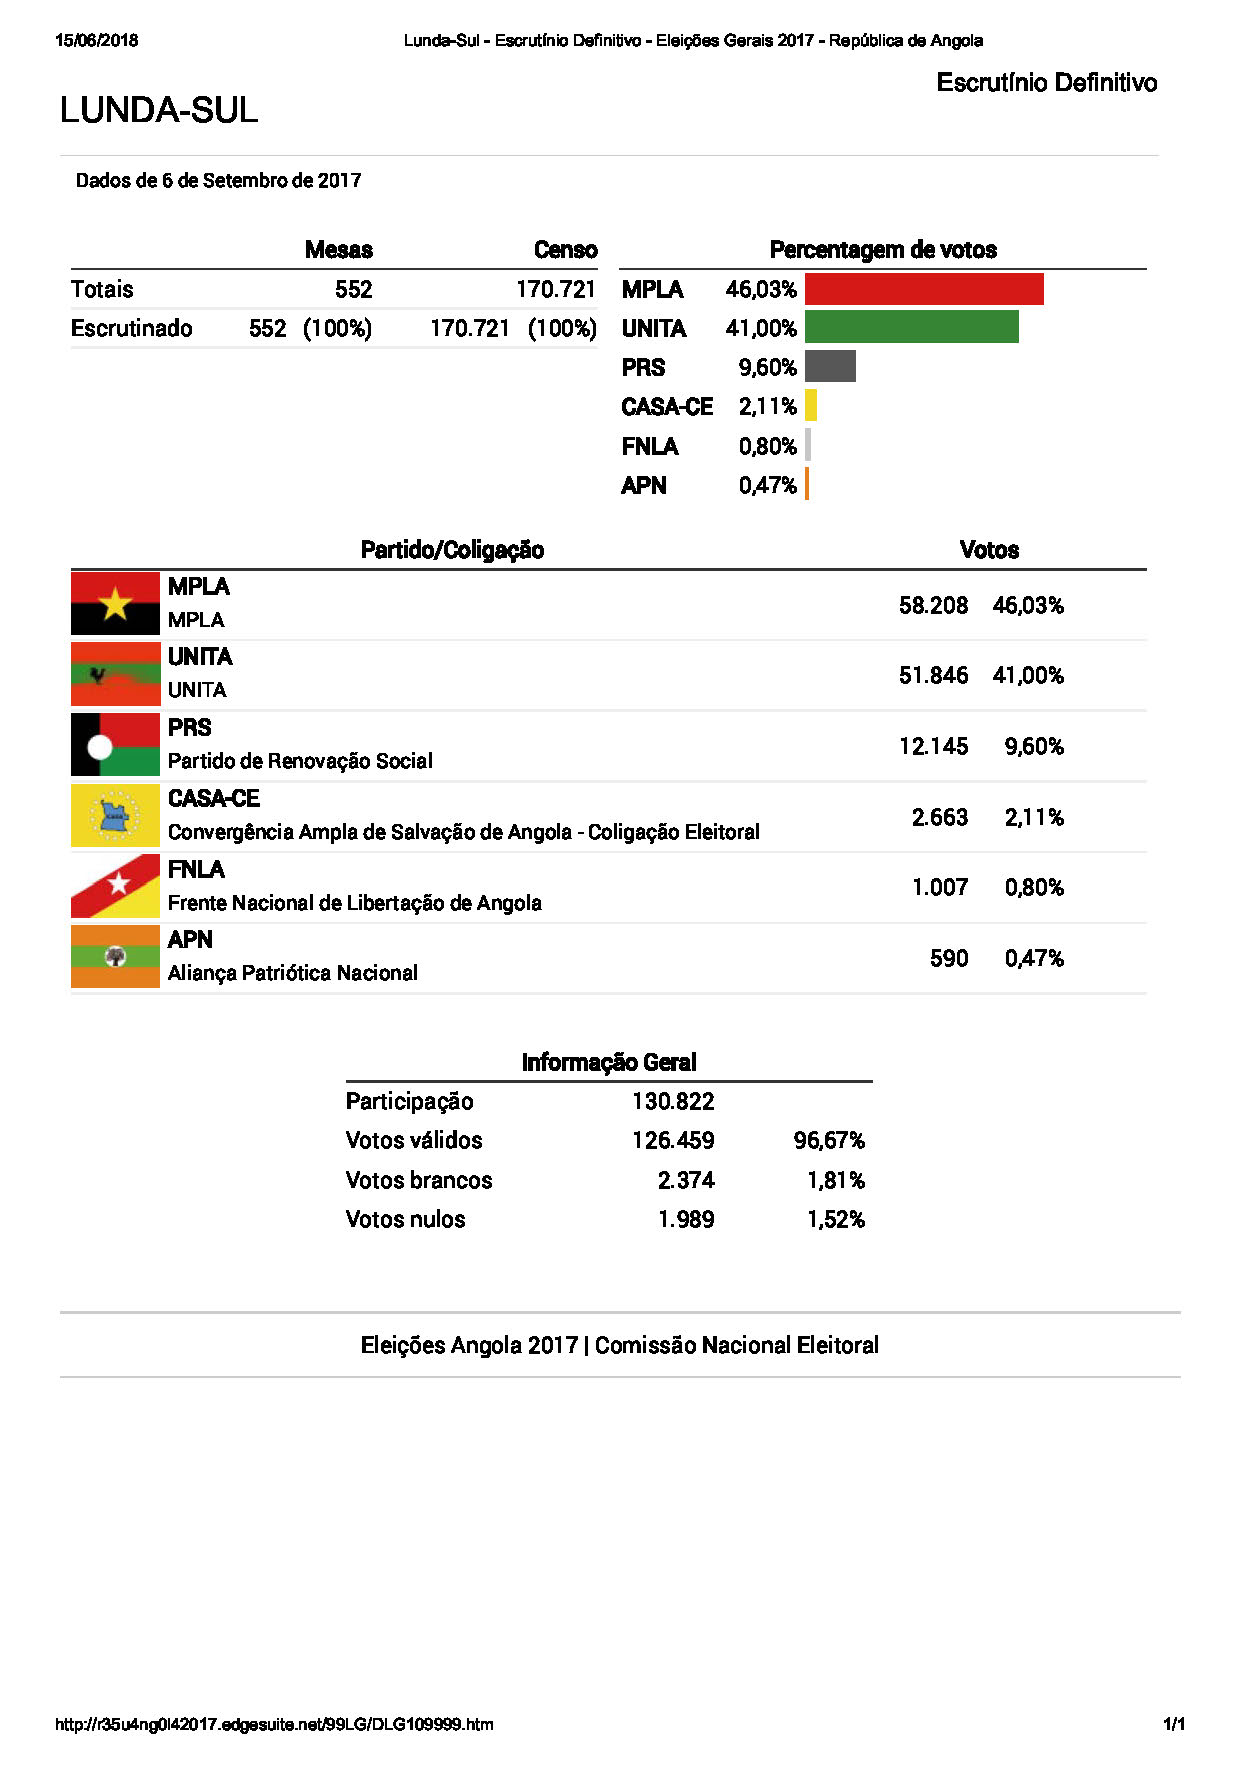 15/06/2018 Lunda-Sul - Escrutínio Definitivo - Eleições Gerais 2017 - República de Angola
Escrutínio Definitivo
LUNDA-SUL
Dados de 6 de Setembro de 2017
Mesas Censo
Totais 552 170.721
Escrutinado 552 (100%) 170.721 (100%)
Percentagem de votos
MPLA 46,03%
UNITA 41,00%
PRS 9,60%
CASA-CE 2,11%
FNLA 0,80%
APN 0,47%
Partido/Coligação Votos
MPLA
MPLA
58.208 46,03%
UNITA
UNITA
51.846 41,00%
PRS
Partido de Renovação Social
12.145 9,60%
CASA-CE
Convergência Ampla de Salvação de Angola - Coligação Eleitoral
2.663 2,11%
FNLA
Frente Nacional de Libertação de Angola
1.007 0,80%
APN
Aliança Patriótica Nacional
590 0,47%
Informação Geral
Participação 130.822
Votos válidos 126.459 96,67%
Votos brancos 2.374 1,81%
Votos nulos 1.989 1,52%
Eleições Angola 2017 | Comissão Nacional Eleitoral
http://r35u4ng0l42017.edgesuite.net/99LG/DLG109999.htm 1/1